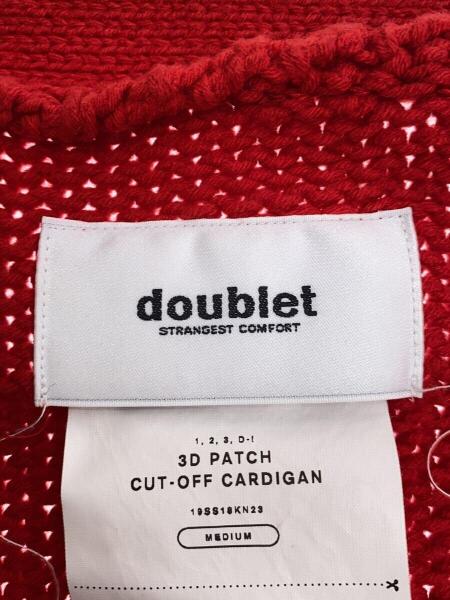 doublet
STRANGEST COMFORT
1, 2, 3, D-!
3D PATCH
CUT-OFF CARDIGAN
19SS18KN23
MEDIUM